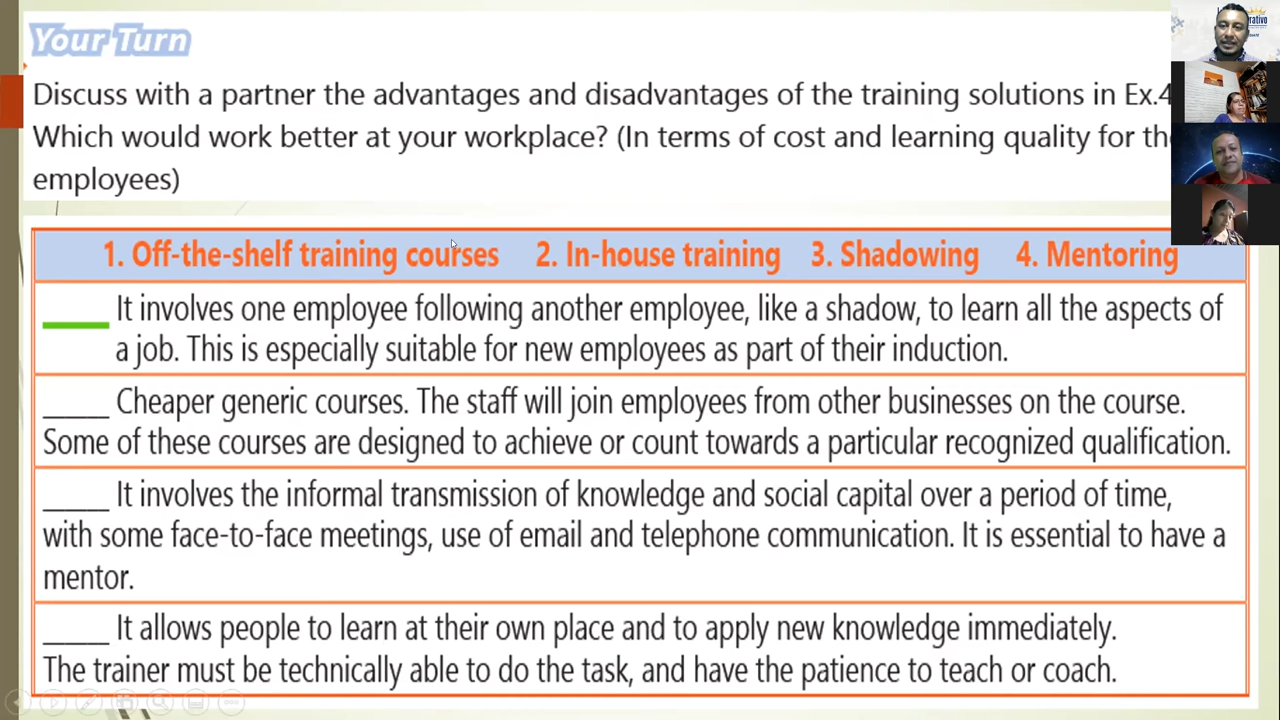 Your Turn
Discuss with a partner the advantages and disadvantages of the training solutions in Ex.4
Which would work better at your workplace? (In terms of cost and learning quality for
employees)
1. Off-the-shelf training courses 2. In-house training 3. Shadowing 4. Mentoring
____ It involves one employee following another employee, like a shadow, to learn all the aspects of
a job. This is especially suitable for new employees as part of their induction.
____ Cheaper generic courses. The staff will join employees from other businesses on the course.
Some of these courses are designed to achieve or count towards a particular recognized qualification.
____ It involves the informal transmission of knowledge and social capital over a period of time,
with some face-to-face meetings, use of email and telephone communication. It is essential to have a
mentor.
____ It allows people to learn at their own place and to apply new knowledge immediately.
The trainer must be technically able to do the task, and have the patience to teach or coach.